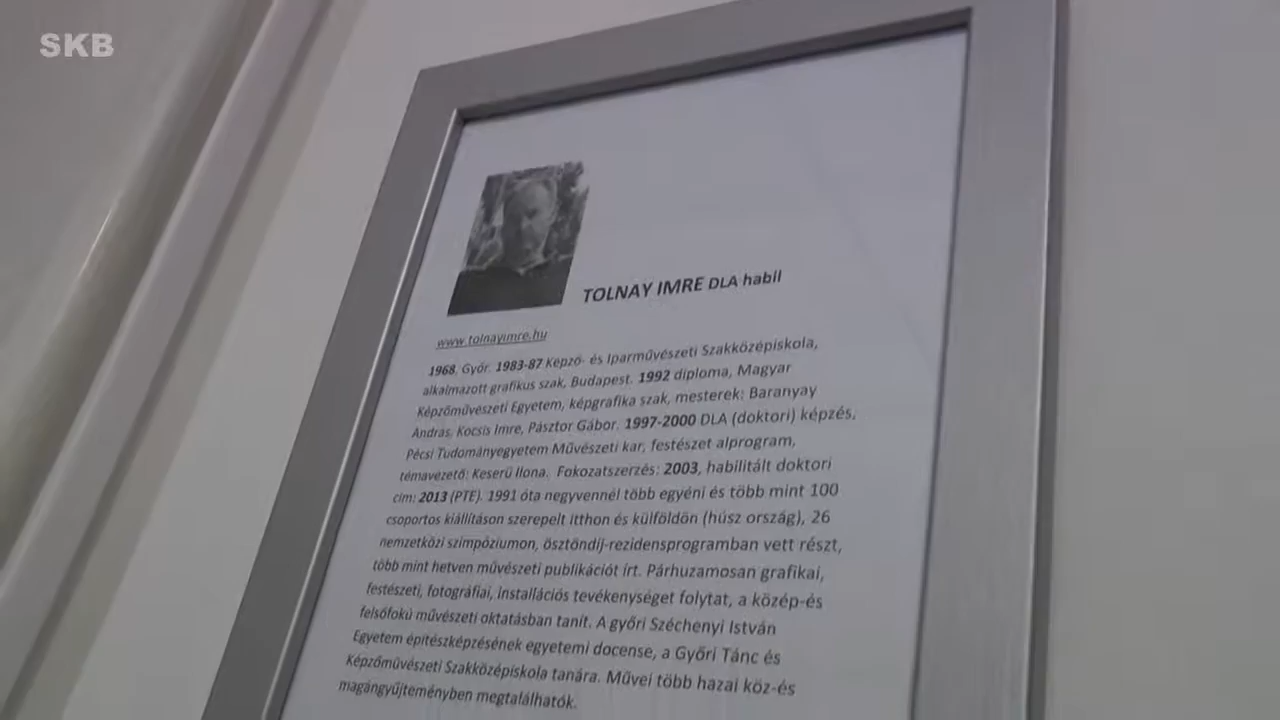 SKB
TOLNAY IMRE DLA habil
www.tolnayimre.hu
1968. Győr. 1983-87 Képző- és Iparművészeti Szakközépiskola,
alkalmazott grafikus szak, Budapest. 1992 diploma, Magyar
Képzőművészeti Egyetem, képgrafika szak, mesterek: Baranyay
András, Kocsis Imre, Pásztor Gábor. 1997-2000 DLA (doktori) képzés,
Pécsi Tudományegyetem Művészeti kar, festészet alprogram,
témavezető: Keserü Ilona. Fokozatszerzés: 2003, habilitált doktori
cím: 2013 (PTE). 1991 óta negyvennél több egyéni és több mint 100
csoportos kiállításon szerepelt itthon és külföldön (húsz ország), 26
nemzetközi szimpóziumon, ösztöndíj-rezidensprogramban vett részt,
több mint hetven művészeti publikációt írt. Párhuzamosan grafikai,
festészeti, fotográfiai, installációs tevékenységet folytat, a közép-és
felsőfokú művészeti oktatásban tanít. A győri Széchenyi István
Egyetem építészképzésének egyetemi docense, a Győri Tánc és
Képzőművészeti Szakközépiskola tanára. Művei több hazai köz-és
magángyűjteményben megtalálhatók.